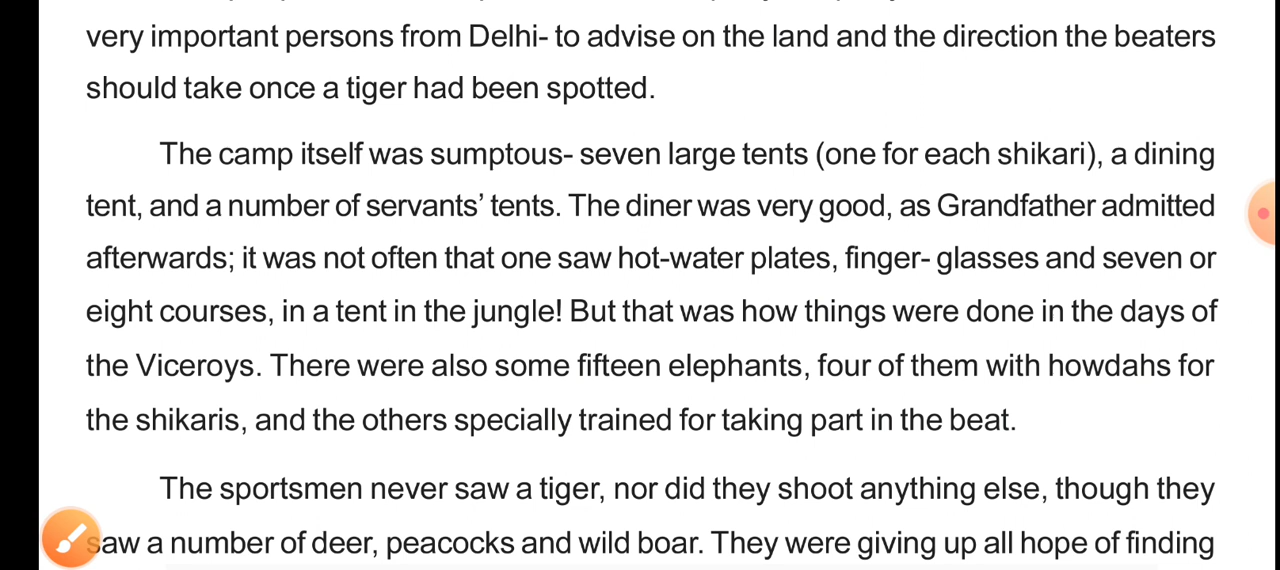 very important persons from Delhi- to advise on the land and the direction the beaters
should take once a tiger had been spotted.
The camp itself was sumptous- seven large tents (one for each shikari), a dining
tent, and a number of servants’ tents. The diner was very good, as Grandfather admitted
afterwards; it was not often that one saw hot-water plates, finger- glasses and seven or
eight courses, in a tent in the jungle! But that was how things were done in the days of
the Viceroys. There were also some fifteen elephants, four of them with howdahs for
the shikaris, and the others specially trained for taking part in the beat.
The sportsmen never saw a tiger, nor did they shoot anything else, though they
saw a number of deer, peacocks and wild boar. They were giving up all hope of finding